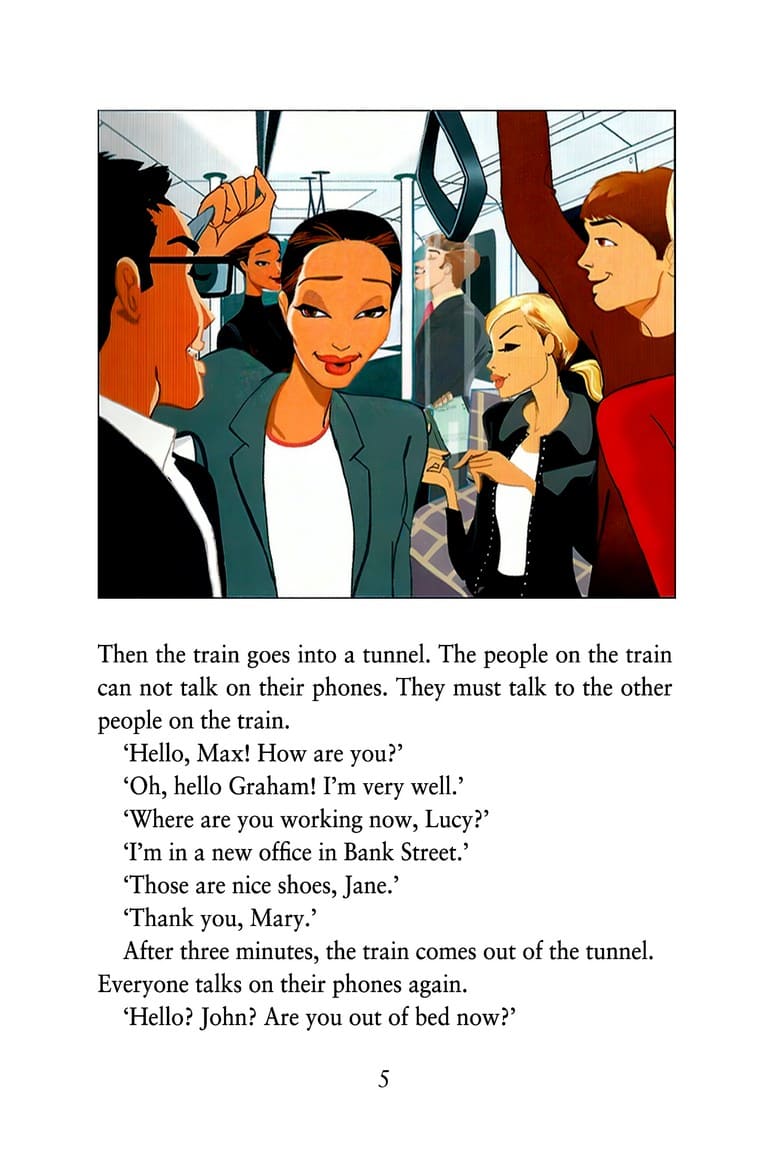 Then the train goes into a tunnel. The people on the train
can not talk on their phones. They must talk to the other
people on the train.
‘Hello, Max! How are you?’
‘Oh, hello Graham! I’m very well.’
‘Where are you working now, Lucy?’
‘I’m in a new office in Bank Street.’
‘Those are nice shoes, Jane.’
‘Thank you, Mary.’
After three minutes, the train comes out of the tunnel.
Everyone talks on their phones again.
‘Hello? John? Are you out of bed now?’
5